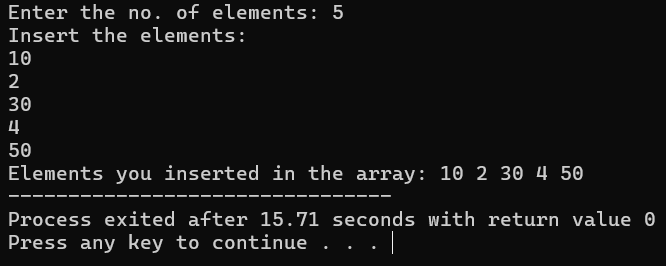 Enter the no. of elements: 5
Insert the elements:
10
2
30
4
50
Elements you inserted in the array: 10 2 30 4 50
--------------------------------
Process exited after 15.71 seconds with return value 0
Press any key to continue . . .